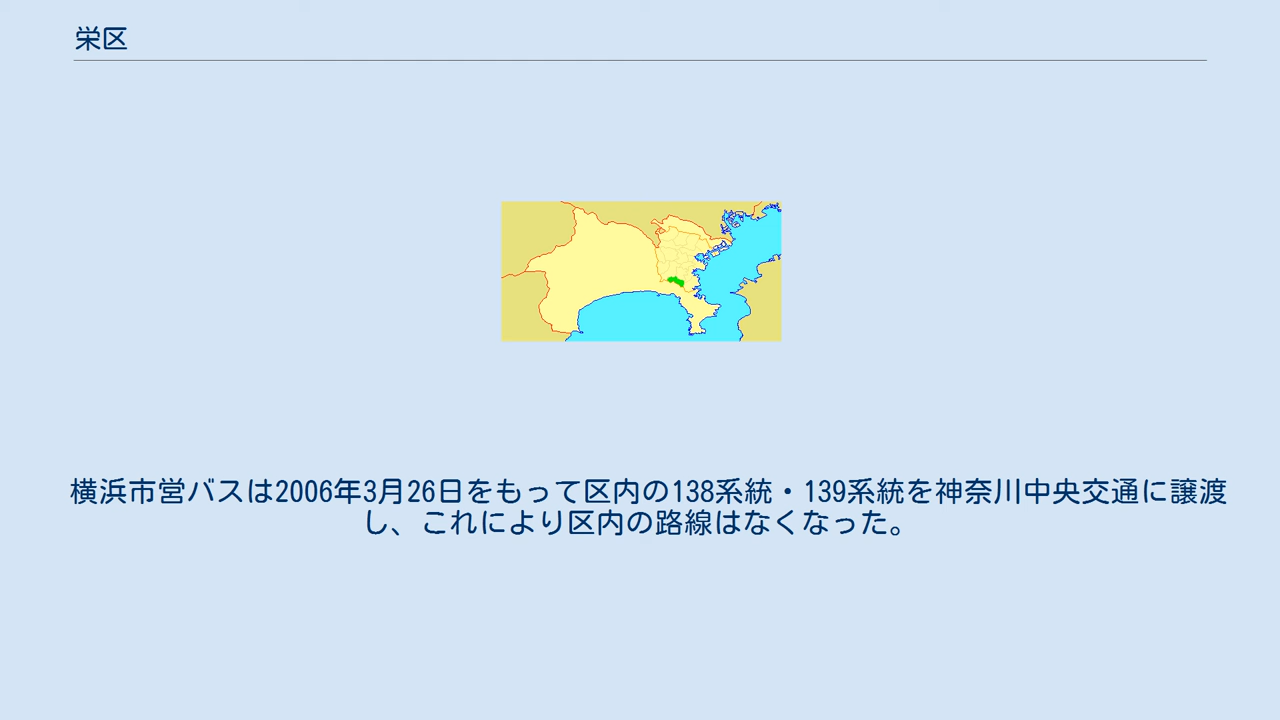 栄区
横浜市営バスは2006年3月26日をもって区内の138系統・139系統を神奈川中央交通に譲渡
し、これにより区内の路線はなくなった。